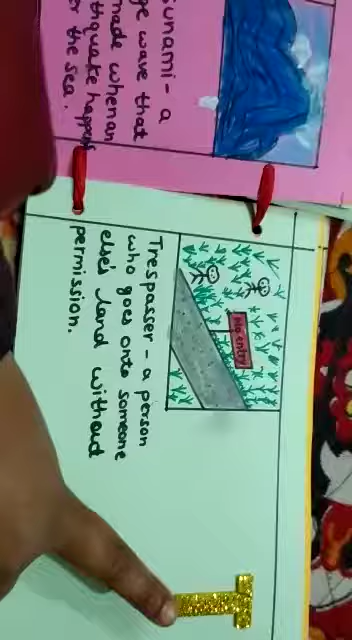 sunami - a
ge wave that
made when an
thquake happens
r the sea.
T
No entry
Trespasser - a person
who goes onto someone
else's land without
permission.